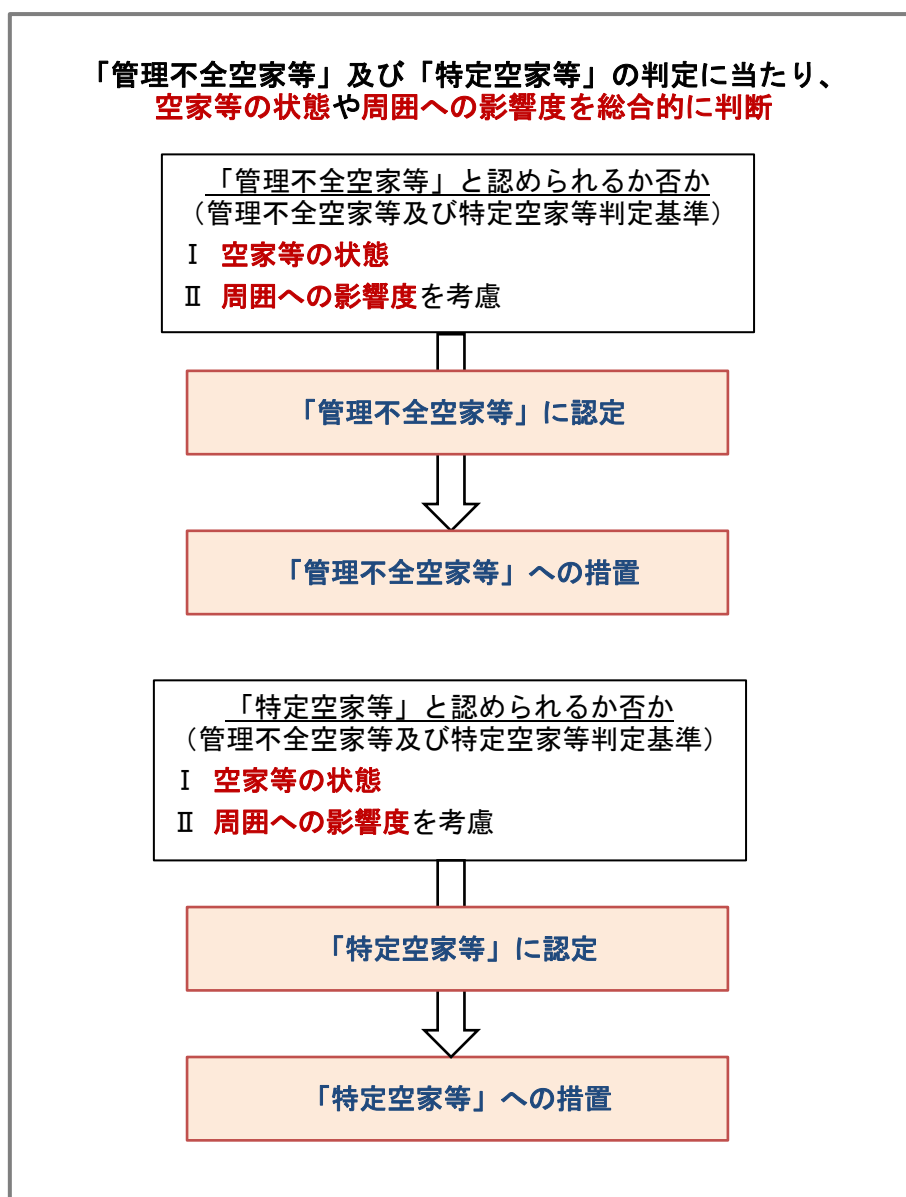 「管理不全空家等」及び「特定空家等」の判定に当たり、
空家等の状態や周囲への影響度を総合的に判断
「管理不全空家等」と認められるか否か
（管理不全空家等及び特定空家等判定基準）
Ⅰ 空家等の状態
Ⅱ 周囲への影響度を考慮
「管理不全空家等」に認定
「管理不全空家等」への措置
「特定空家等」と認められるか否か
（管理不全空家等及び特定空家等判定基準）
Ⅰ 空家等の状態
Ⅱ 周囲への影響度を考慮
「特定空家等」に認定
「特定空家等」への措置